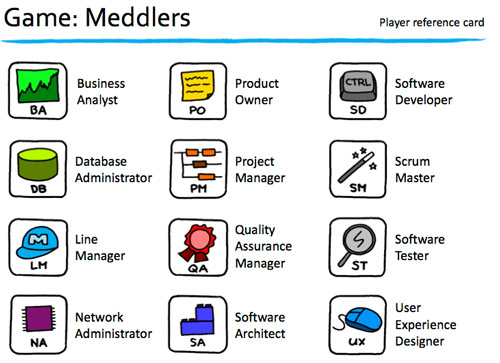 Game: Meddlers
Player reference card
BA
Business
Analyst
PO
Product
Owner
CTRL
SD
Software
Developer
DB
Database
Administrator
PM
Project
Manager
SM
Scrum
Master
M
LM
Line
Manager
QA
Quality
Assurance
Manager
S
ST
Software
Tester
NA
Network
Administrator
SA
Software
Architect
UX
User
Experience
Designer